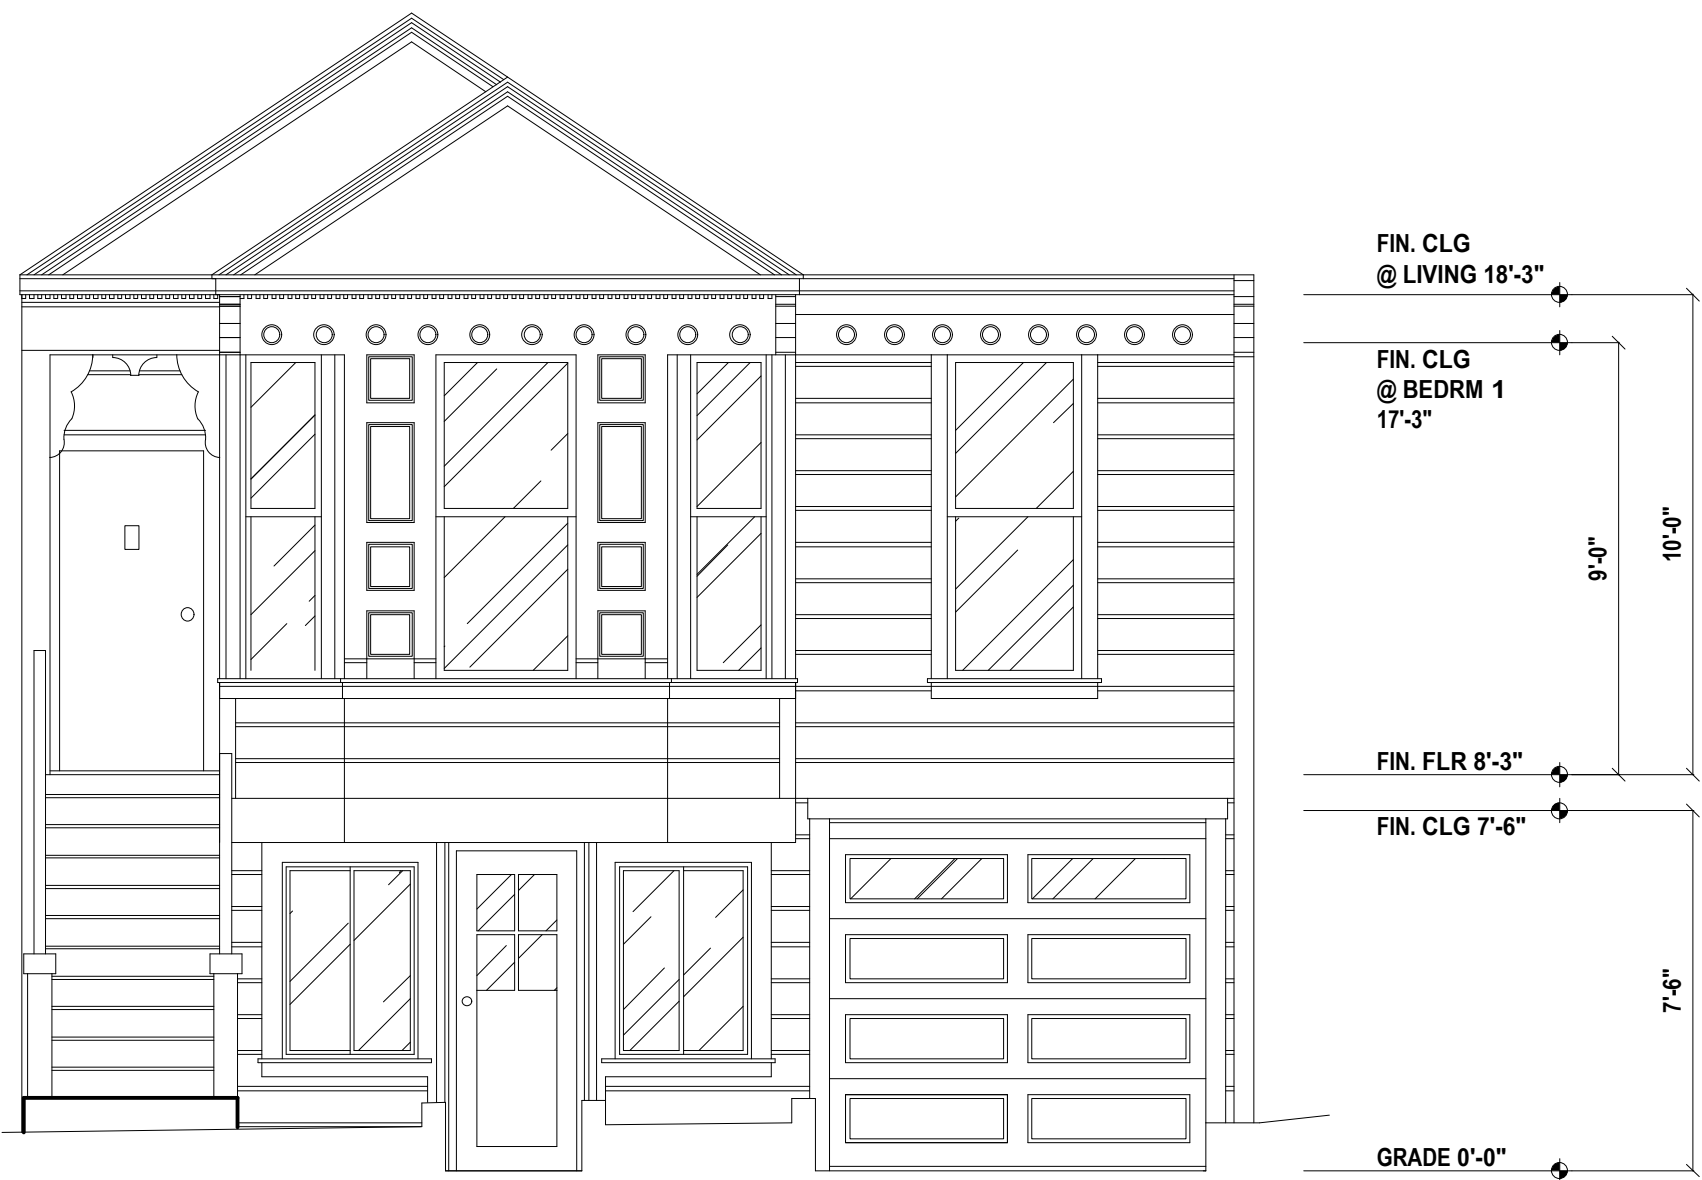 FIN. CLG
@ LIVING 18'-3"
FIN. CLG
@ BEDRM 1
17'-3"
9'-0"
10'-0"
FIN. FLR 8'-3"
FIN. CLG 7'-6"
7'-6"
GRADE 0'-0"